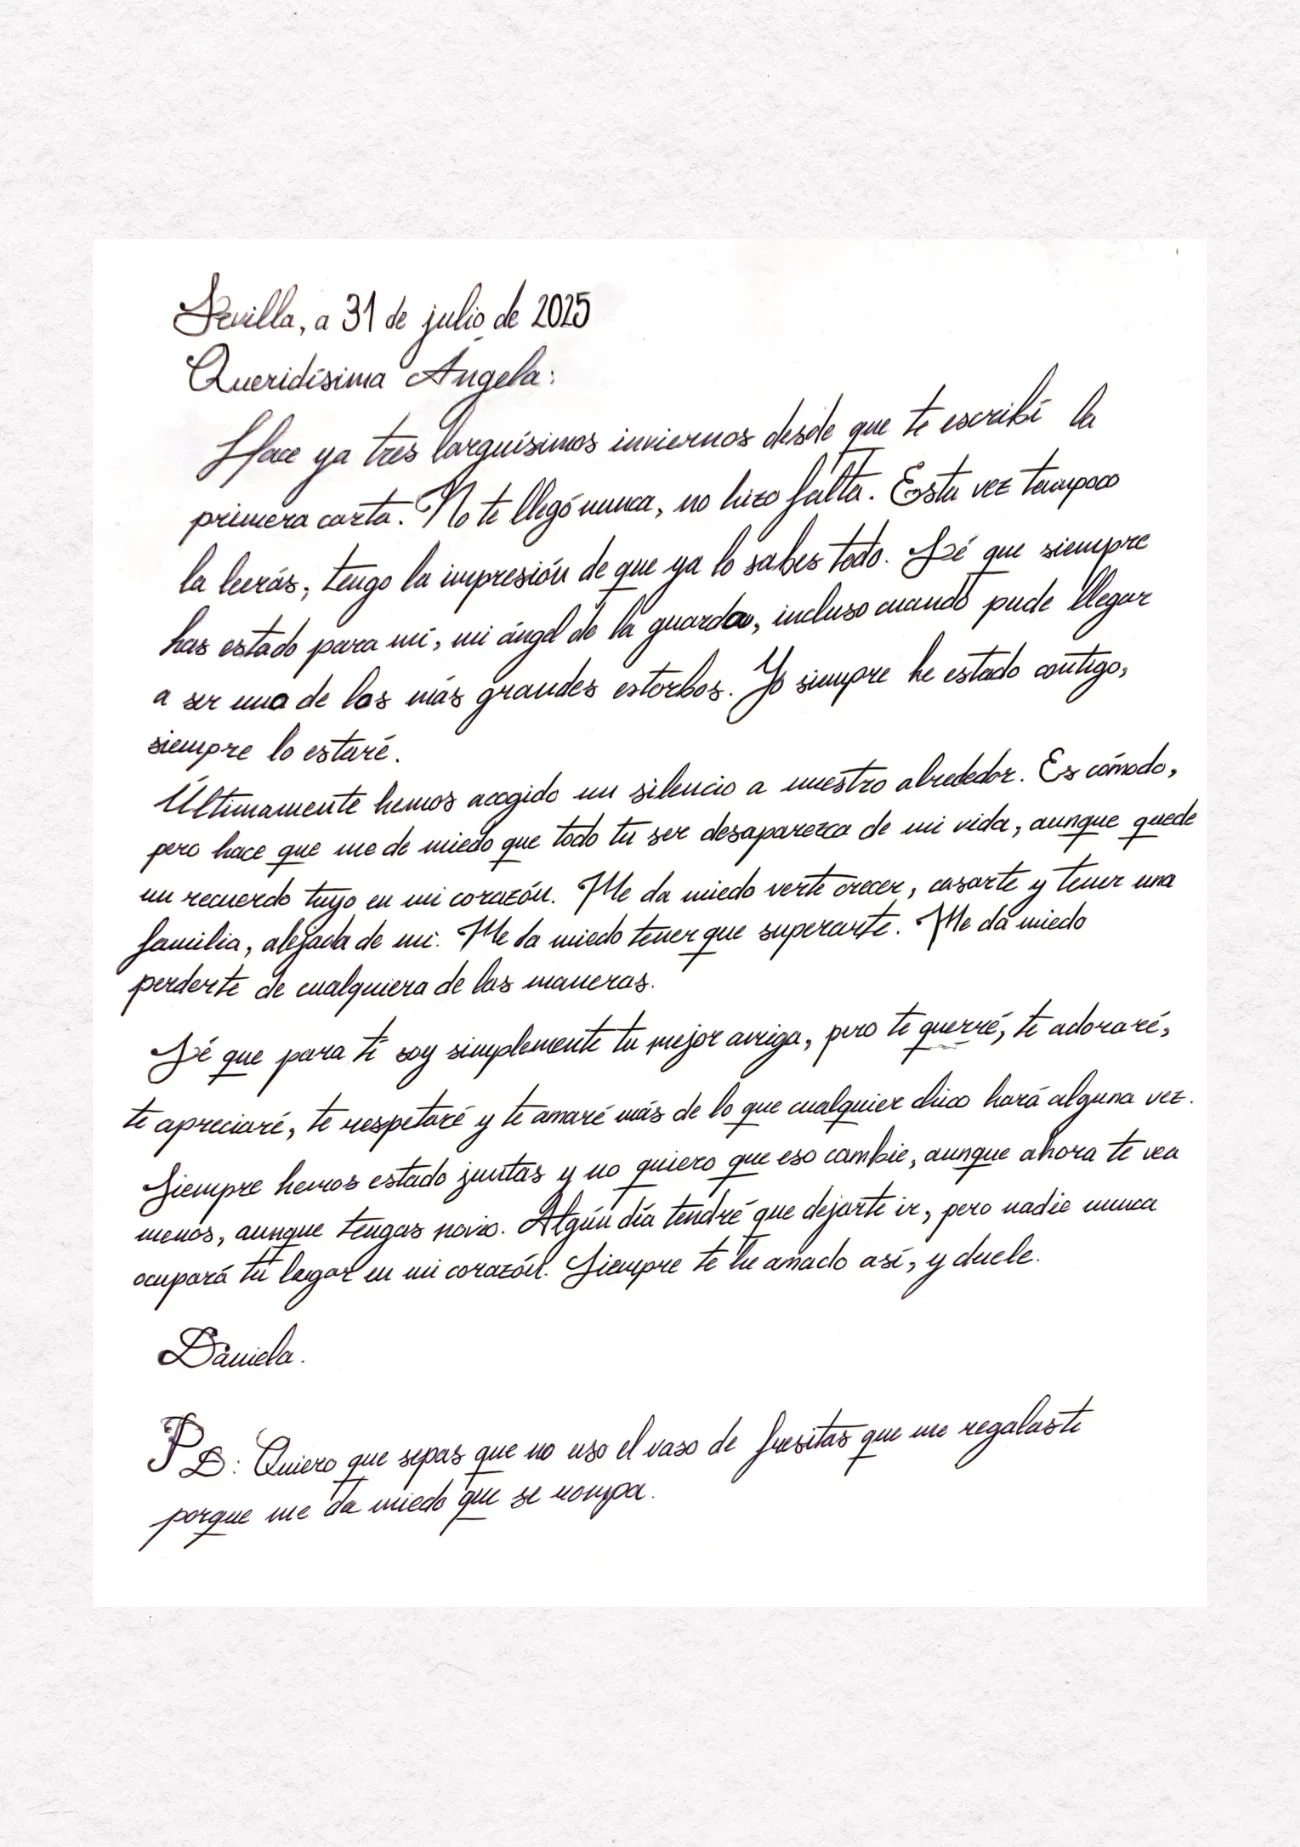 Sevilla, a 31 de julio de 2025
Queridísima Ángela:
Hace ya tres larguísimos inviernos desde que te escribí la
primera carta. No te llegó nunca, no hizo falta. Esta vez tampoco
la leerás, tengo la impresión de que ya lo sabes todo. Sé que siempre
has estado para mí, mi ángel de la guarda, incluso cuando pude llegar
a ser uno de los más grandes estorbos. Yo siempre he estado contigo,
siempre lo estaré.
Últimamente hemos acogido un silencio a nuestro alrededor. Es cómodo,
pero hace que me de miedo que todo tu ser desaparezca de mi vida, aunque quede
un recuerdo tuyo en mi corazón. Me da miedo verte crecer, casarte y tener una
familia, alejada de mi. Me da miedo tener que superarte. Me da miedo
perderte de cualquiera de las maneras.
Sé que para ti soy simplemente tu mejor amiga, pero te querré, te adoraré,
te apreciaré, te respetaré y te amaré más de lo que cualquier chico hará alguna vez.
Siempre hemos estado juntas y no quiero que eso cambie, aunque ahora te vea
menos, aunque tengas novio. Algún día tendré que dejarte ir, pero nadie nunca
ocupará tu lugar en mi corazón. Siempre te he amado así, y duele.
Daniela.
PD: Quiero que sepas que no uso el vaso de fresitas que me regalaste
porque me da miedo que se rompa.